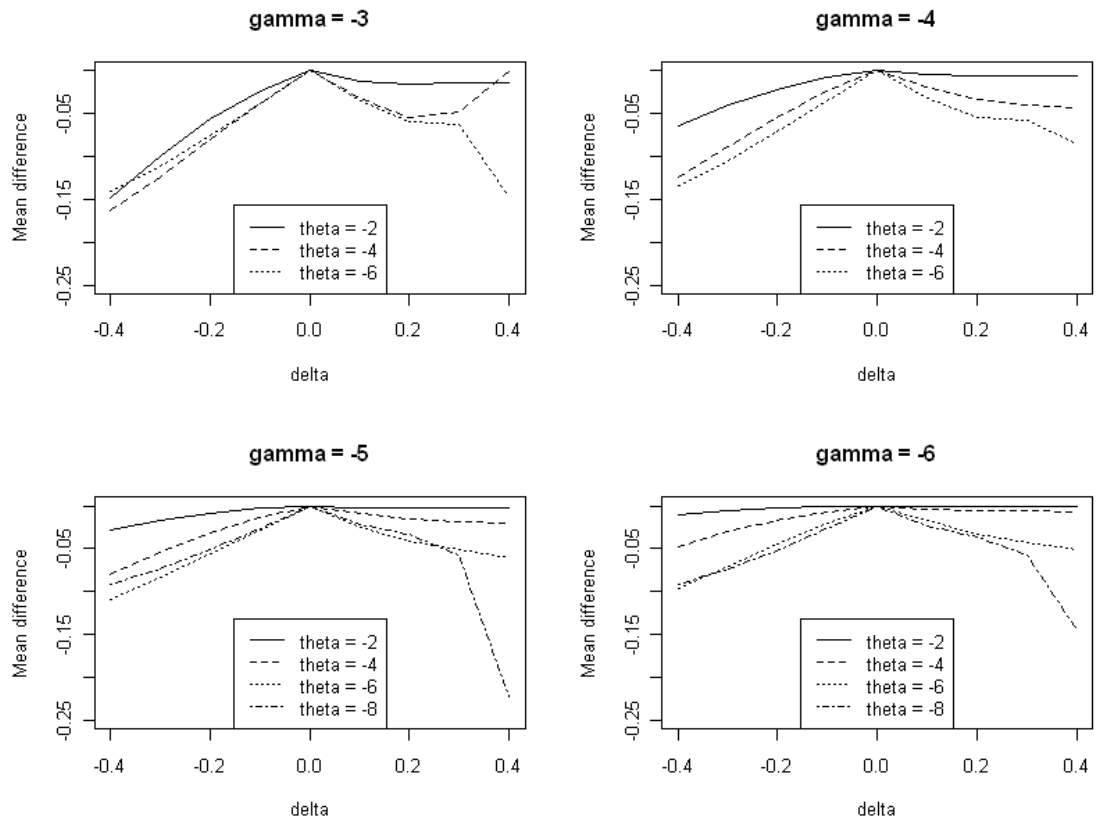 gamma = -3
Mean difference
-0.05
-0.15
-0.25
theta = -2
theta = -4
theta = -6
-0.4
-0.2
0.0
0.2
0.4
delta
gamma = -4
Mean difference
-0.05
-0.15
-0.25
theta = -2
theta = -4
theta = -6
-0.4
-0.2
0.0
0.2
0.4
delta
gamma = -5
Mean difference
-0.05
-0.15
-0.25
theta = -2
theta = -4
theta = -6
theta = -8
-0.4
-0.2
0.0
0.2
0.4
delta
gamma = -6
Mean difference
-0.05
-0.15
-0.25
theta = -2
theta = -4
theta = -6
theta = -8
-0.4
-0.2
0.0
0.2
0.4
delta